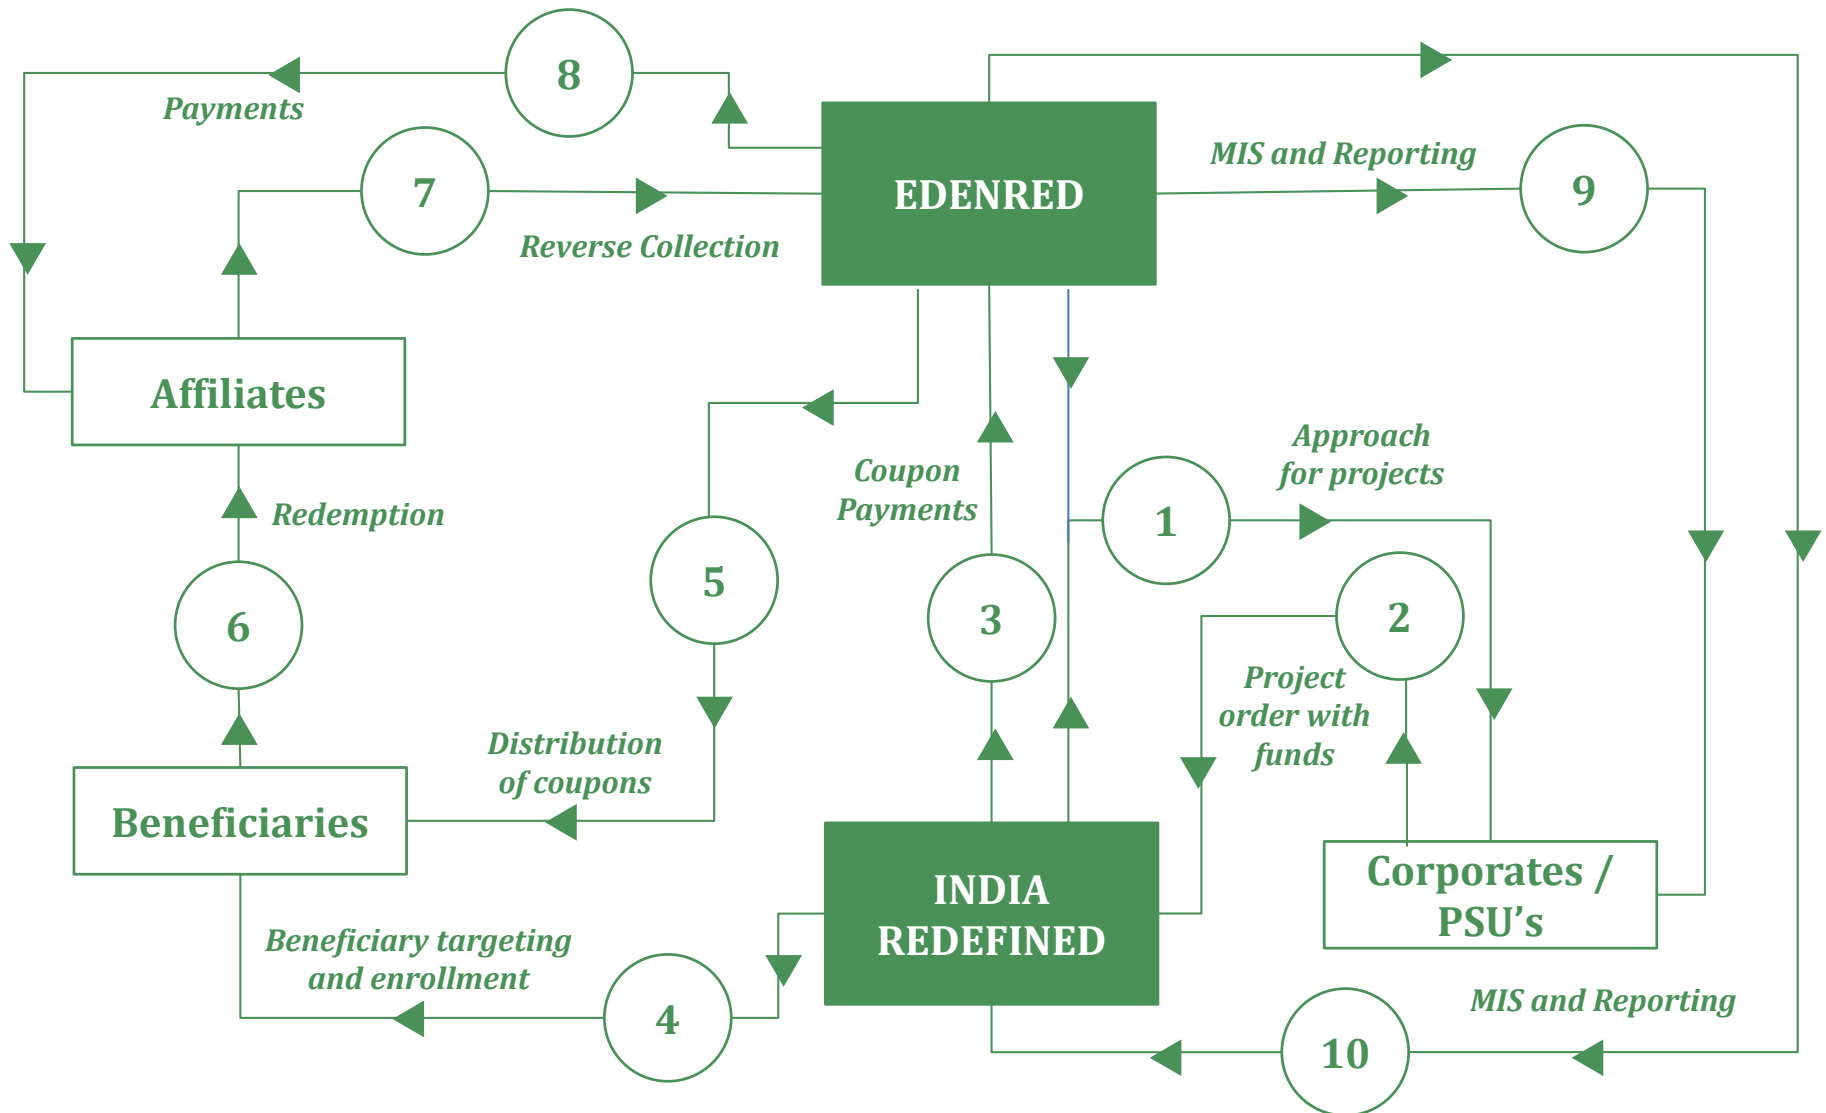 8
Payments
7
Reverse Collection
EDENRED
MIS and Reporting
9
Affiliates
Redemption
6
5
Coupon
Payments
3
1
Approach
for projects
2
Project
order with
funds
Distribution
of coupons
Beneficiaries
INDIA
REDEFINED
Corporates /
PSU’s
Beneficiary targeting
and enrollment
4
MIS and Reporting
10